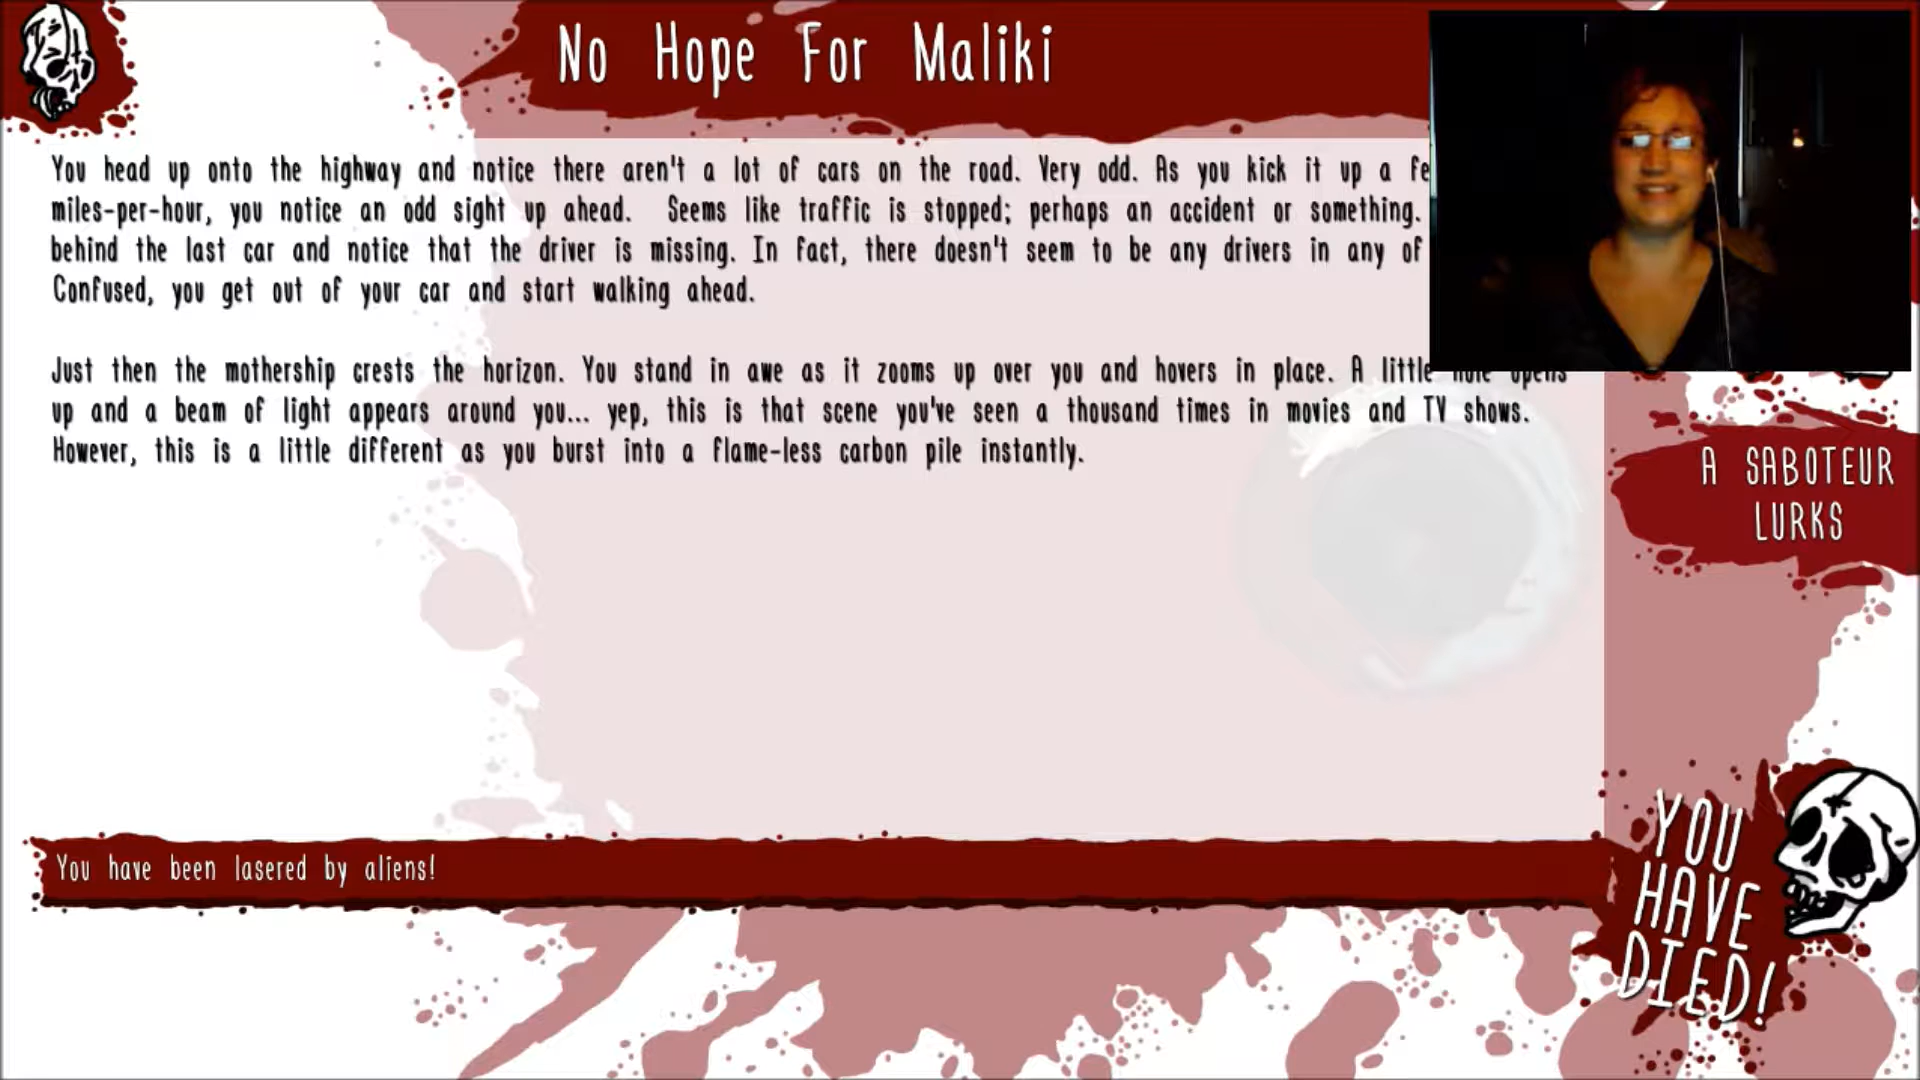 No Hope For Maliki
You head up onto the highway and notice there aren't a lot of cars on the road. Very odd. As you kick it up a
miles-per-hour, you notice an odd sight up ahead. Seems like traffic is stopped; perhaps an accident or something.
behind the last car and notice that the driver is missing. In fact, there doesn't seem to be any drivers in any of
Confused, you get out of your car and start walking ahead.
Just then the mothership crests the horizon. You stand in awe as it zooms up over you and hovers in place. A little hole opens
up and a beam of light appears around you... yep, this is that scene you've seen a thousand times in movies and TV shows.
However, this is a little different as you burst into a flame-less carbon pile instantly.
A SABOTEUR
LURKS
You have been lasered by aliens!
YOU
HAVE
DIED!